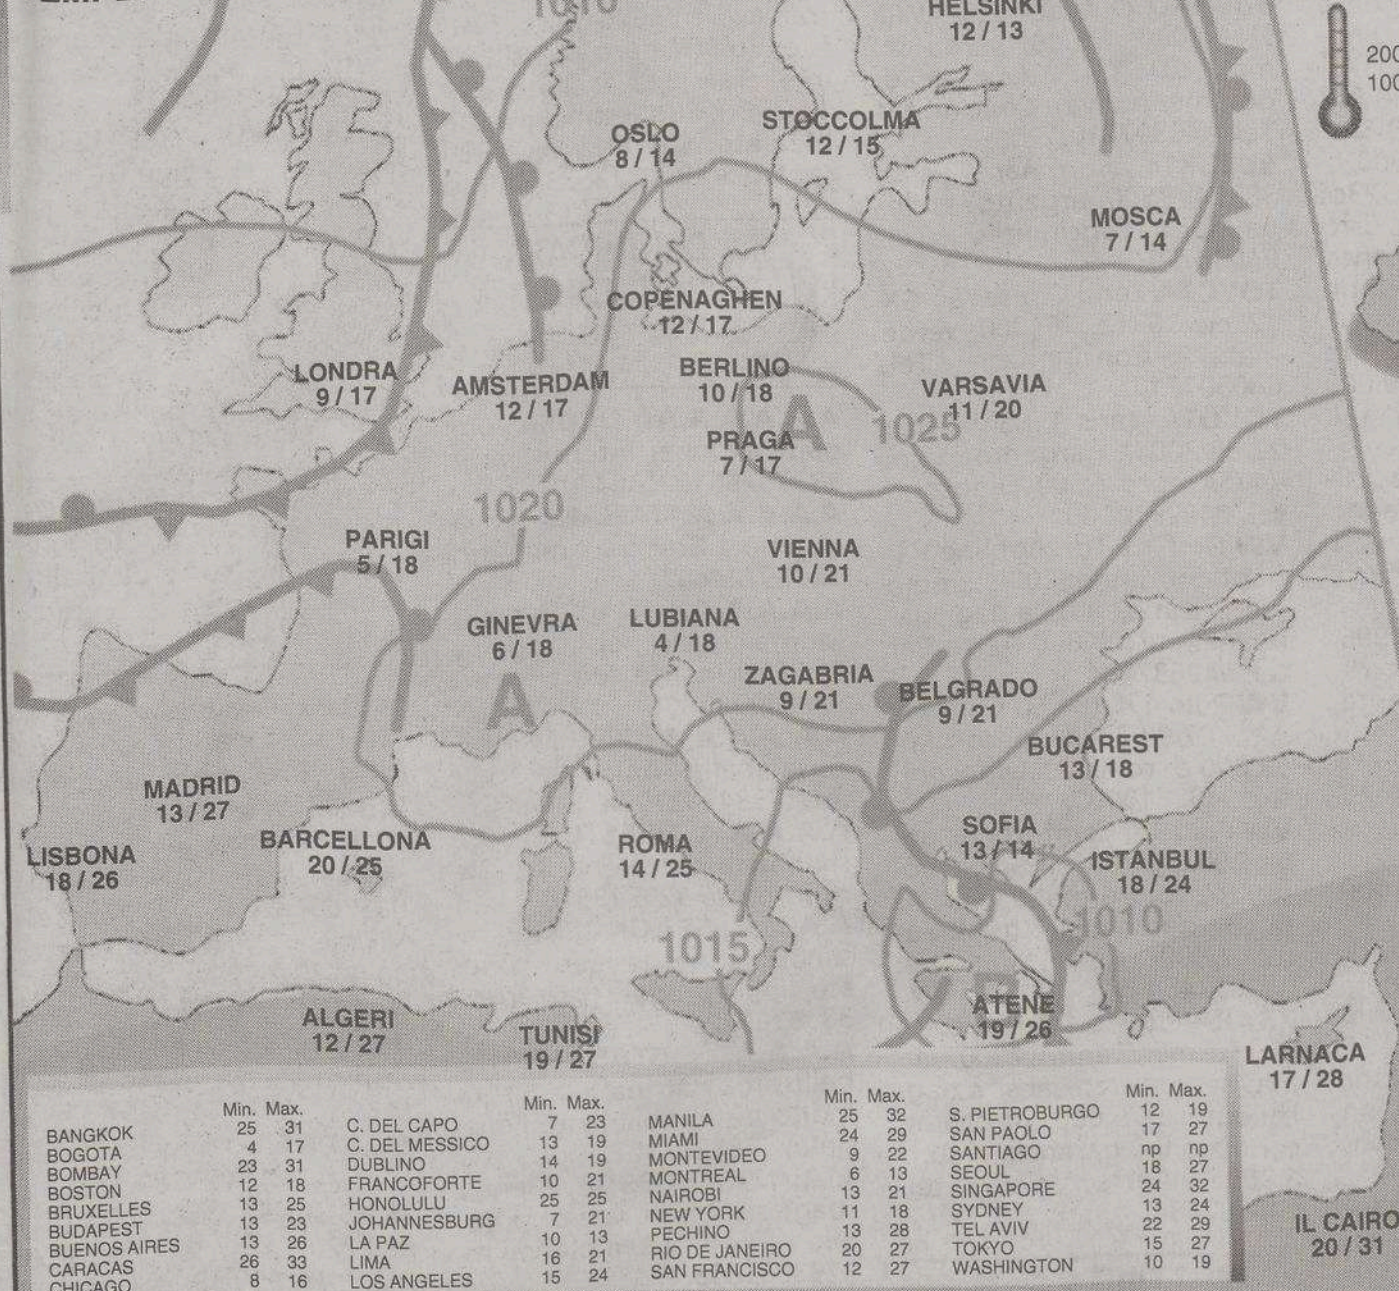 1010
HELSINKI
12 / 13
200
100
OSLO
8 / 14
STOCCOLMA
12 / 15
MOSCA
7 / 14
COPENAGHEN
12 / 17
LONDRA
9 / 17
AMSTERDAM
12 / 17
BERLINO
10 / 18
A
VARSAVIA
11 / 20
1025
PRAGA
7 / 17
1020
PARIGI
5 / 18
VIENNA
10 / 21
GINEVRA
6 / 18
LUBIANA
4 / 18
A
ZAGABRIA
9 / 21
BELGRADO
9 / 21
BUCAREST
13 / 18
MADRID
13 / 27
BARCELLONA
20 / 25
LISBONA
18 / 26
ROMA
14 / 25
SOFIA
13 / 14
ISTANBUL
18 / 24
1015
1010
ATENE
19 / 26
ALGERI
12 / 27
TUNISI
19 / 27
LARNACA
17 / 28
IL CAIRO
20 / 31
Min. Max.
BANGKOK 25 31
BOGOTA 4 17
BOMBAY 23 31
BOSTON 12 18
BRUXELLES 13 25
BUDAPEST 13 23
BUENOS AIRES 13 26
CARACAS 26 33
CHICAGO 8 16
Min. Max.
C. DEL CAPO 7 23
C. DEL MESSICO 13 19
DUBLINO 14 19
FRANCOFORTE 10 21
HONOLULU 25 25
JOHANNESBURG 7 21
LA PAZ 10 13
LIMA 16 21
LOS ANGELES 15 24
Min. Max.
MANILA 25 32
MIAMI 24 29
MONTEVIDEO 9 22
MONTREAL 6 13
NAIROBI 13 21
NEW YORK 11 18
PECHINO 13 28
RIO DE JANEIRO 20 27
SAN FRANCISCO 12 27
Min. Max.
S. PIETROBURGO 12 19
SAN PAOLO 17 27
SANTIAGO np np
SEOUL 18 27
SINGAPORE 24 32
SYDNEY 13 24
TEL AVIV 22 29
TOKYO 15 27
WASHINGTON 10 19